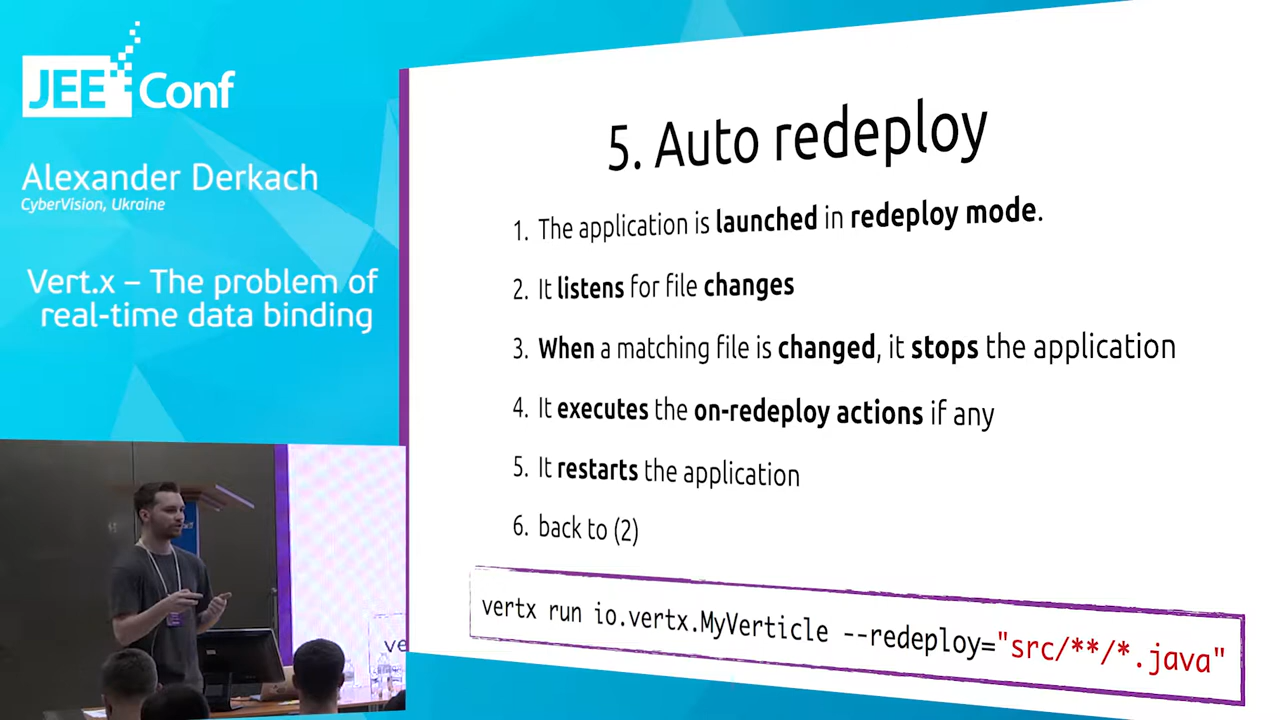 JEE Conf
Alexander Derkach
CyberVision, Ukraine
Vert.x – The problem of
real-time data binding
5. Auto redeploy
1. The application is launched in redeploy mode.
2. It listens for file changes
3. When a matching file is changed, it stops the application
4. It executes the on-redeploy actions if any
5. It restarts the application
6. back to (2)
vertx run io.vertx.MyVerticle --redeploy="src/**/*.java"
ve